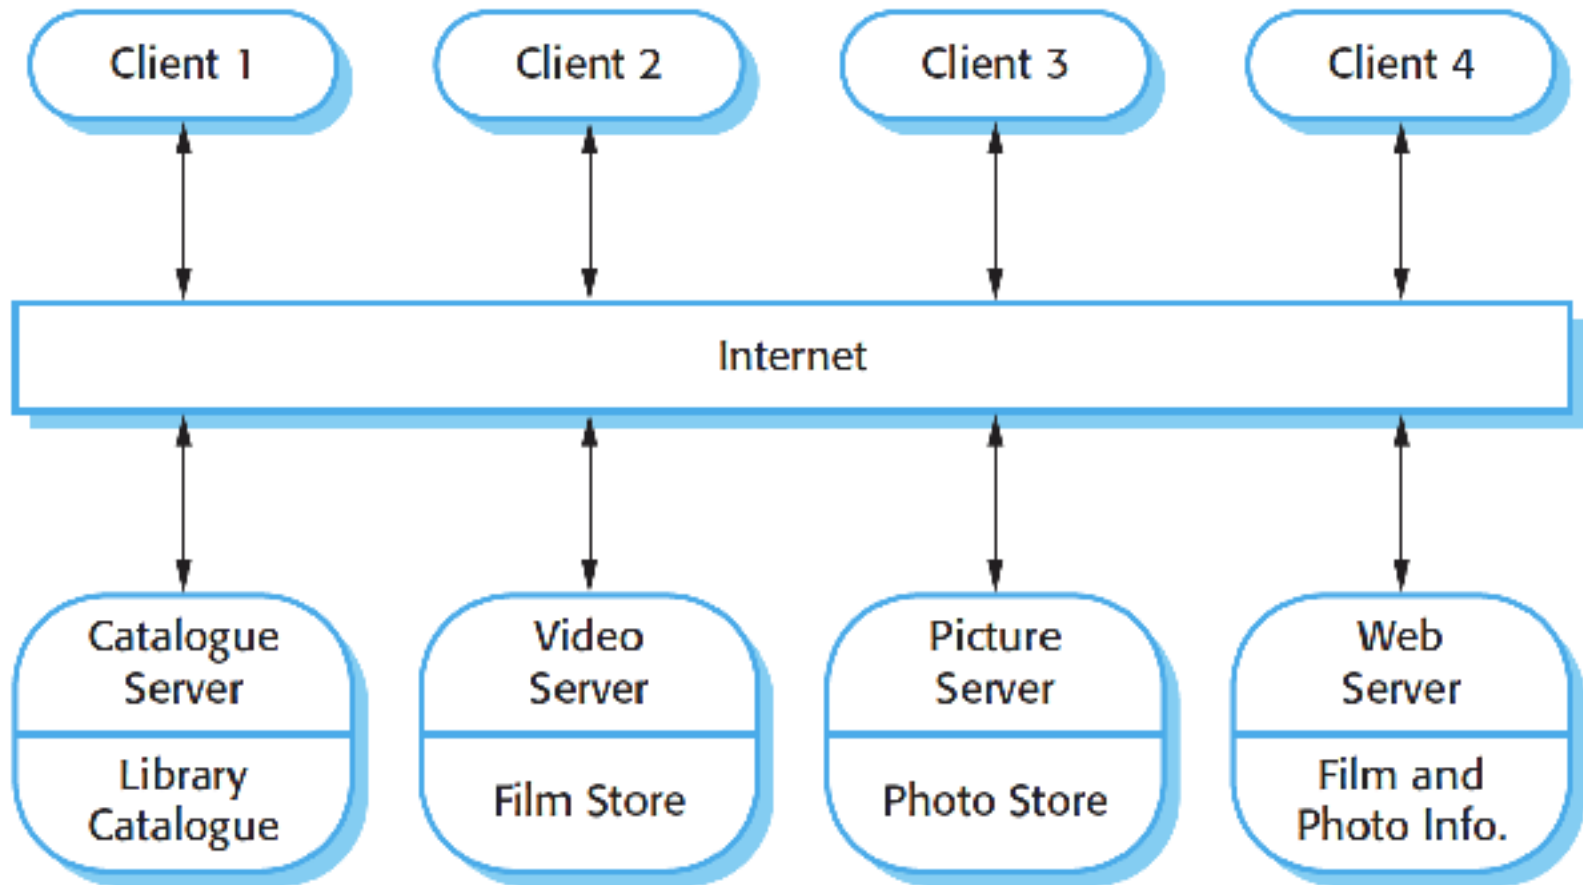 Client 1
Client 2
Client 3
Client 4
Internet
Catalogue
Server
Library
Catalogue
Video
Server
Film Store
Picture
Server
Photo Store
Web
Server
Film and
Photo Info.